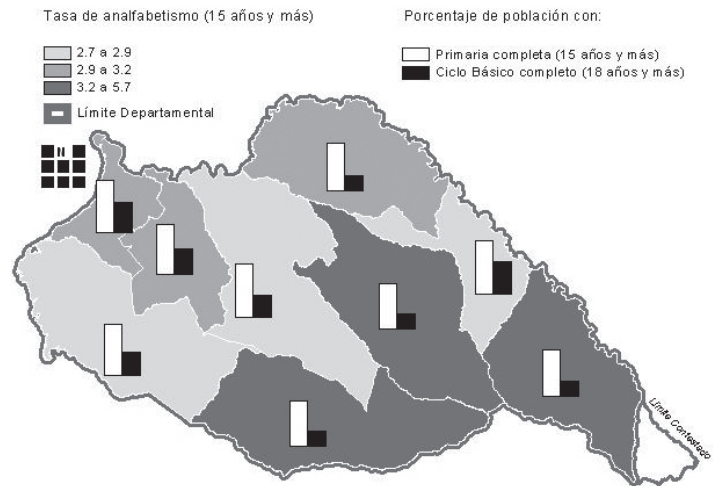 Tasa de analfabetismo (15 años y más)
2.7 a 2.9
2.9 a 3.2
3.2 a 5.7
Límite Departamental
Porcentaje de población con:
Primaria completa (15 años y más)
Ciclo Básico completo (18 años y más)
N
Límite Contestado